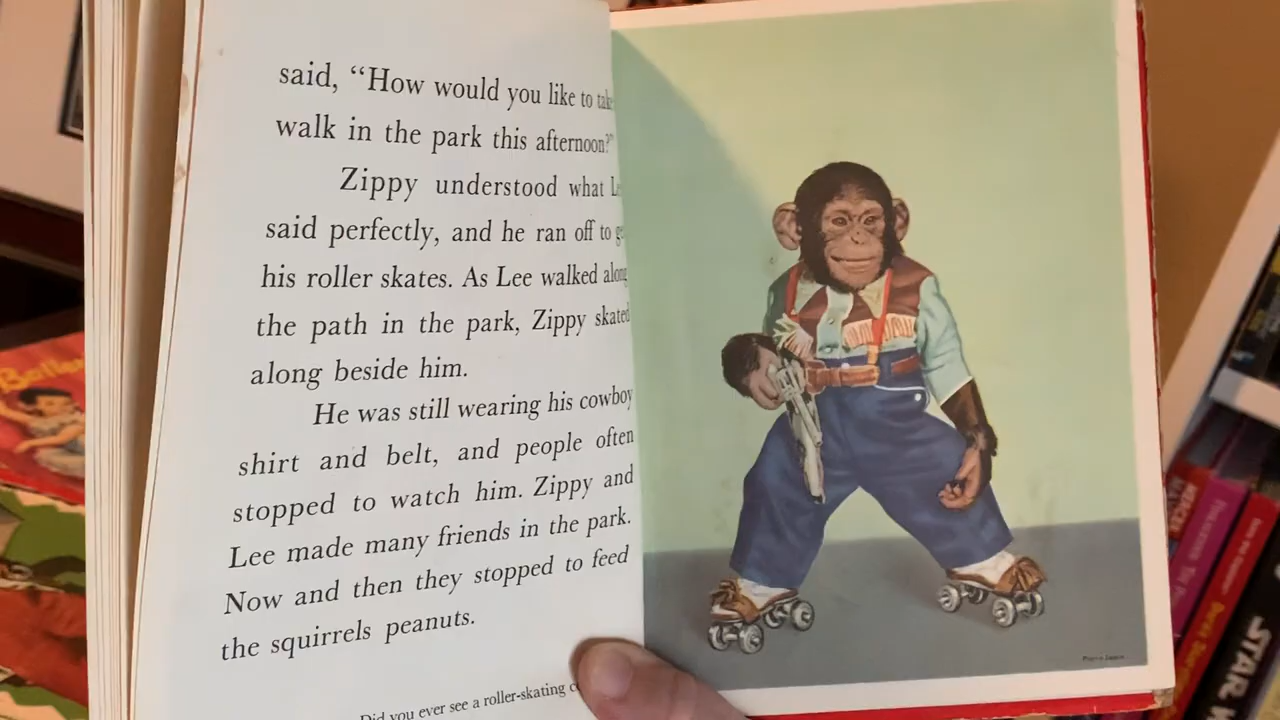 said, “How would you like to
walk in the park this afternoon?”
Zippy understood what
said perfectly, and he ran off to
his roller skates. As Lee walked along
the path in the park, Zippy skated
along beside him.
He was still wearing his cowboy
shirt and belt, and people often
stopped to watch him. Zippy and
Lee made many friends in the park.
Now and then they stopped to feed
the squirrels peanuts.
Did you ever see a roller-skating
STAR